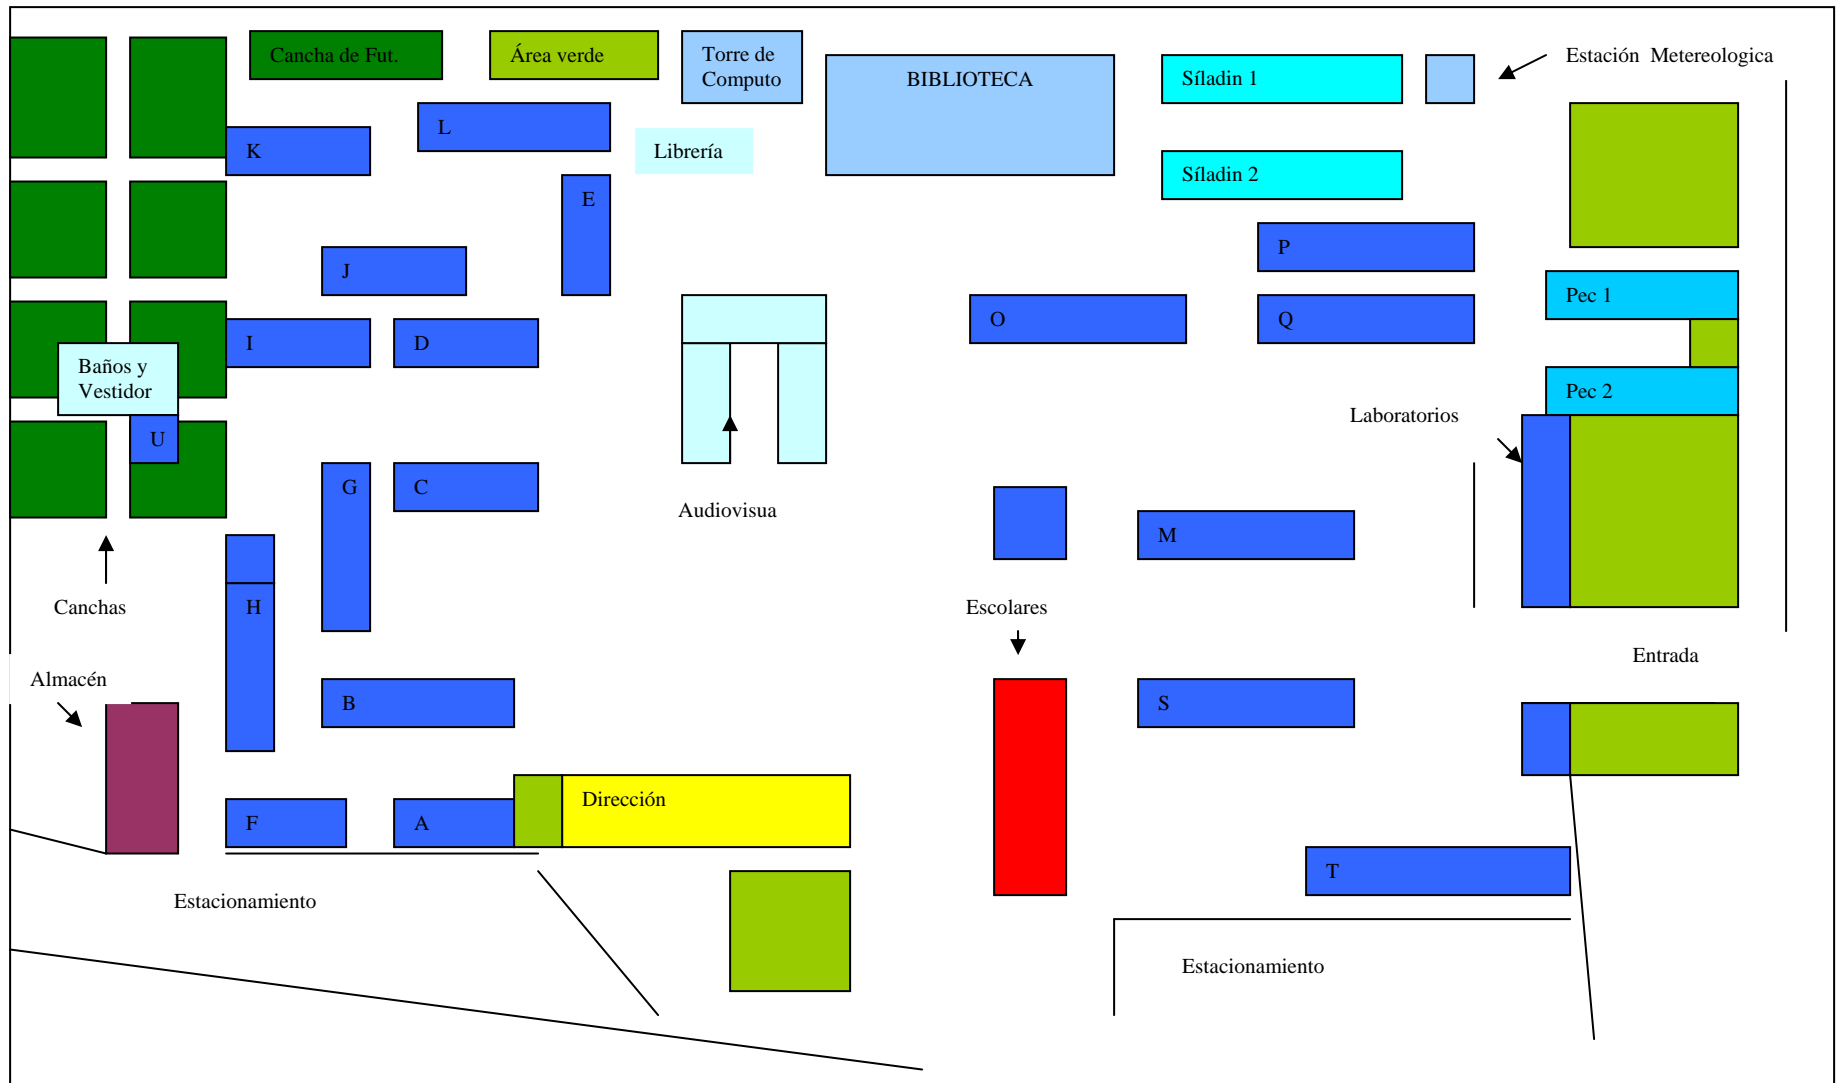 Cancha de Fut.
Área verde
Torre de
Computo
BIBLIOTECA
Síladin 1
Estación Metereologica
L
K
Librería
Síladin 2
E
P
J
Pec 1
I
D
O
Q
Baños y
Vestidor
Pec 2
Laboratorios
U
G
C
Audiovisua
M
Canchas
H
Escolares
Entrada
Almacén
B
S
Dirección
F
A
T
Estacionamiento
Estacionamiento